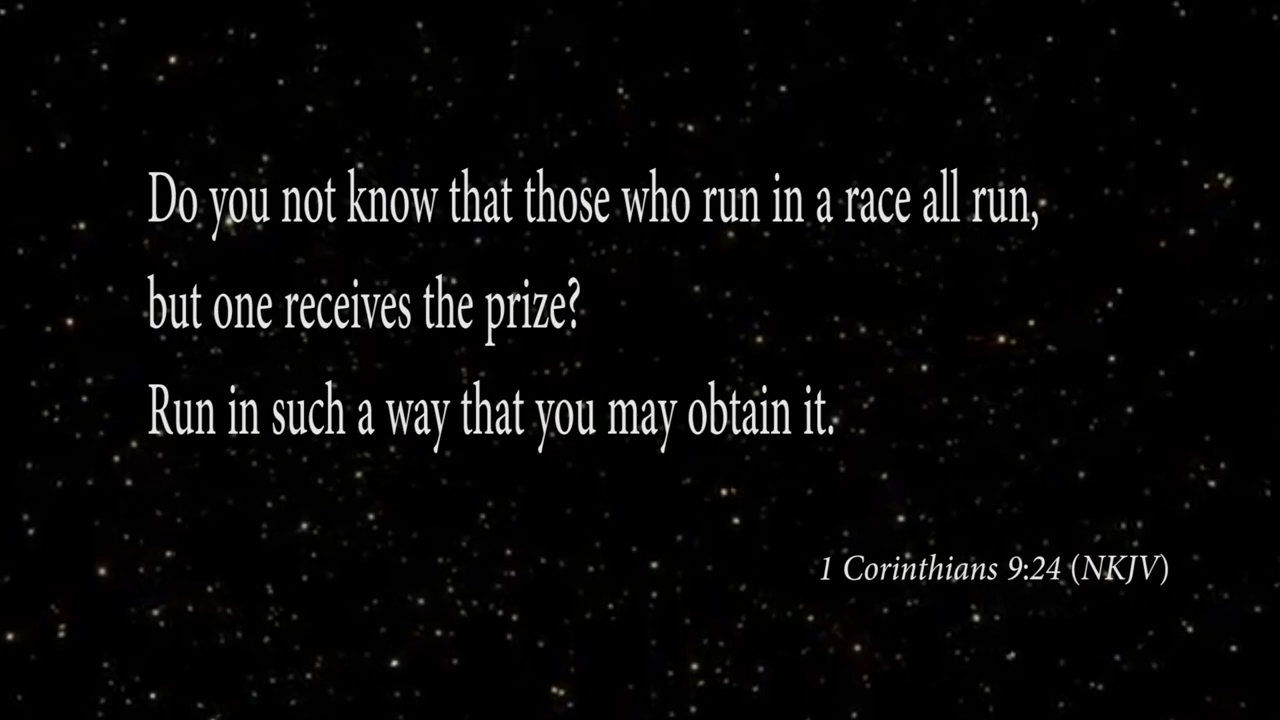 Do you not know that those who run in a race all run,
but one receives the prize?
Run in such a way that you may obtain it.
1 Corinthians 9:24 (NKJV)